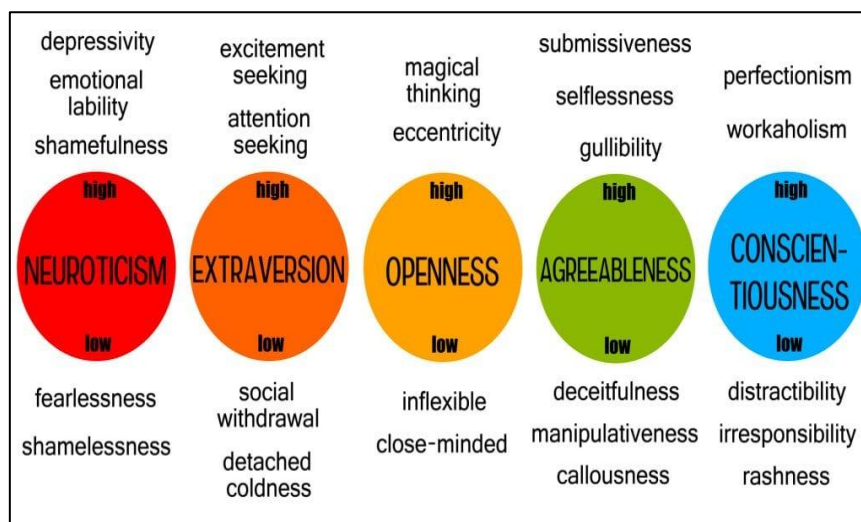 depressivity
emotional
lability
shamefulness
high
NEUROTICISM
low
fearlessness
shamelessness
excitement
seeking
attention
seeking
high
EXTRAVERSION
low
social
withdrawal
detached
coldness
magical
thinking
eccentricity
high
OPENNESS
low
inflexible
close-minded
submissiveness
selflessness
gullibility
high
AGREEABLENESS
low
deceitfulness
manipulativeness
callousness
perfectionism
workaholism
high
CONSCIEN-
TIOUSNESS
low
distractibility
irresponsibility
rashness